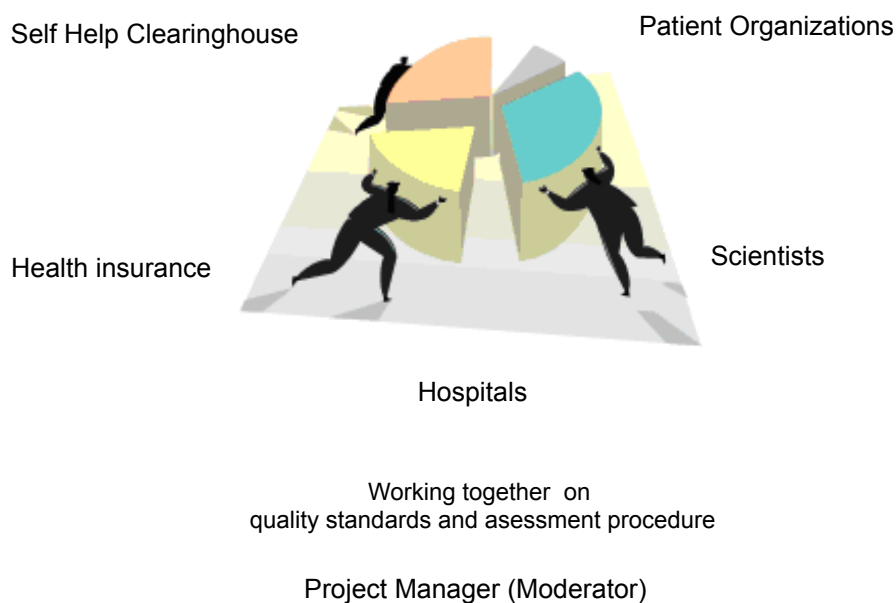 Self Help Clearinghouse
Patient Organizations
Health insurance
Scientists
Hospitals
Working together on
quality standards and asessment procedure
Project Manager (Moderator)